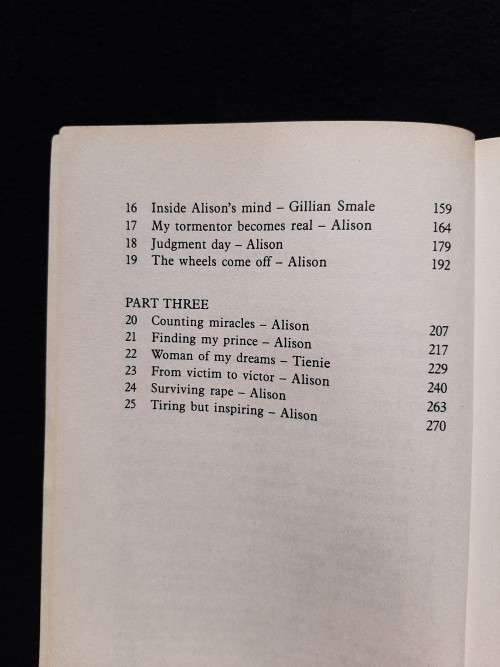 16 Inside Alison's mind – Gillian Smale 159
17 My tormentor becomes real – Alison 164
18 Judgment day – Alison 179
19 The wheels come off – Alison 192
PART THREE
20 Counting miracles – Alison 207
21 Finding my prince – Alison 217
22 Woman of my dreams – Tienie 229
23 From victim to victor – Alison 240
24 Surviving rape – Alison 263
25 Tiring but inspiring – Alison 270